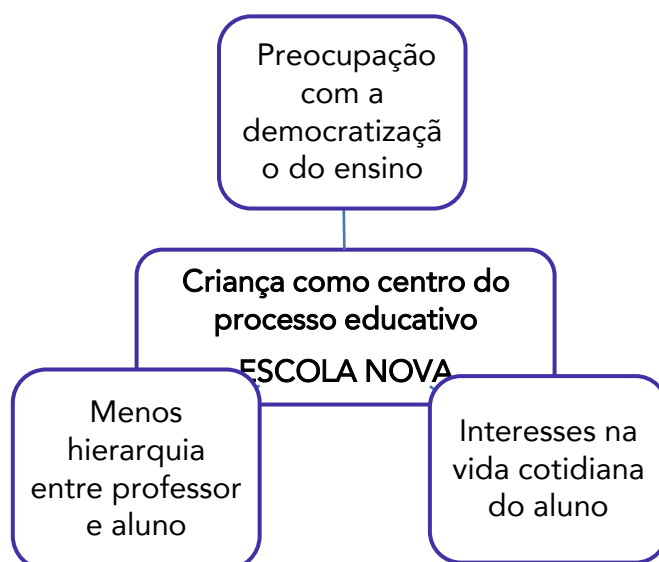 Preocupação
com a
democratizaçã
o do ensino
Criança como centro do
processo educativo
ESCOLA NOVA
Menos
hierarquia
entre professor
e aluno
Interesses na
vida cotidiana
do aluno